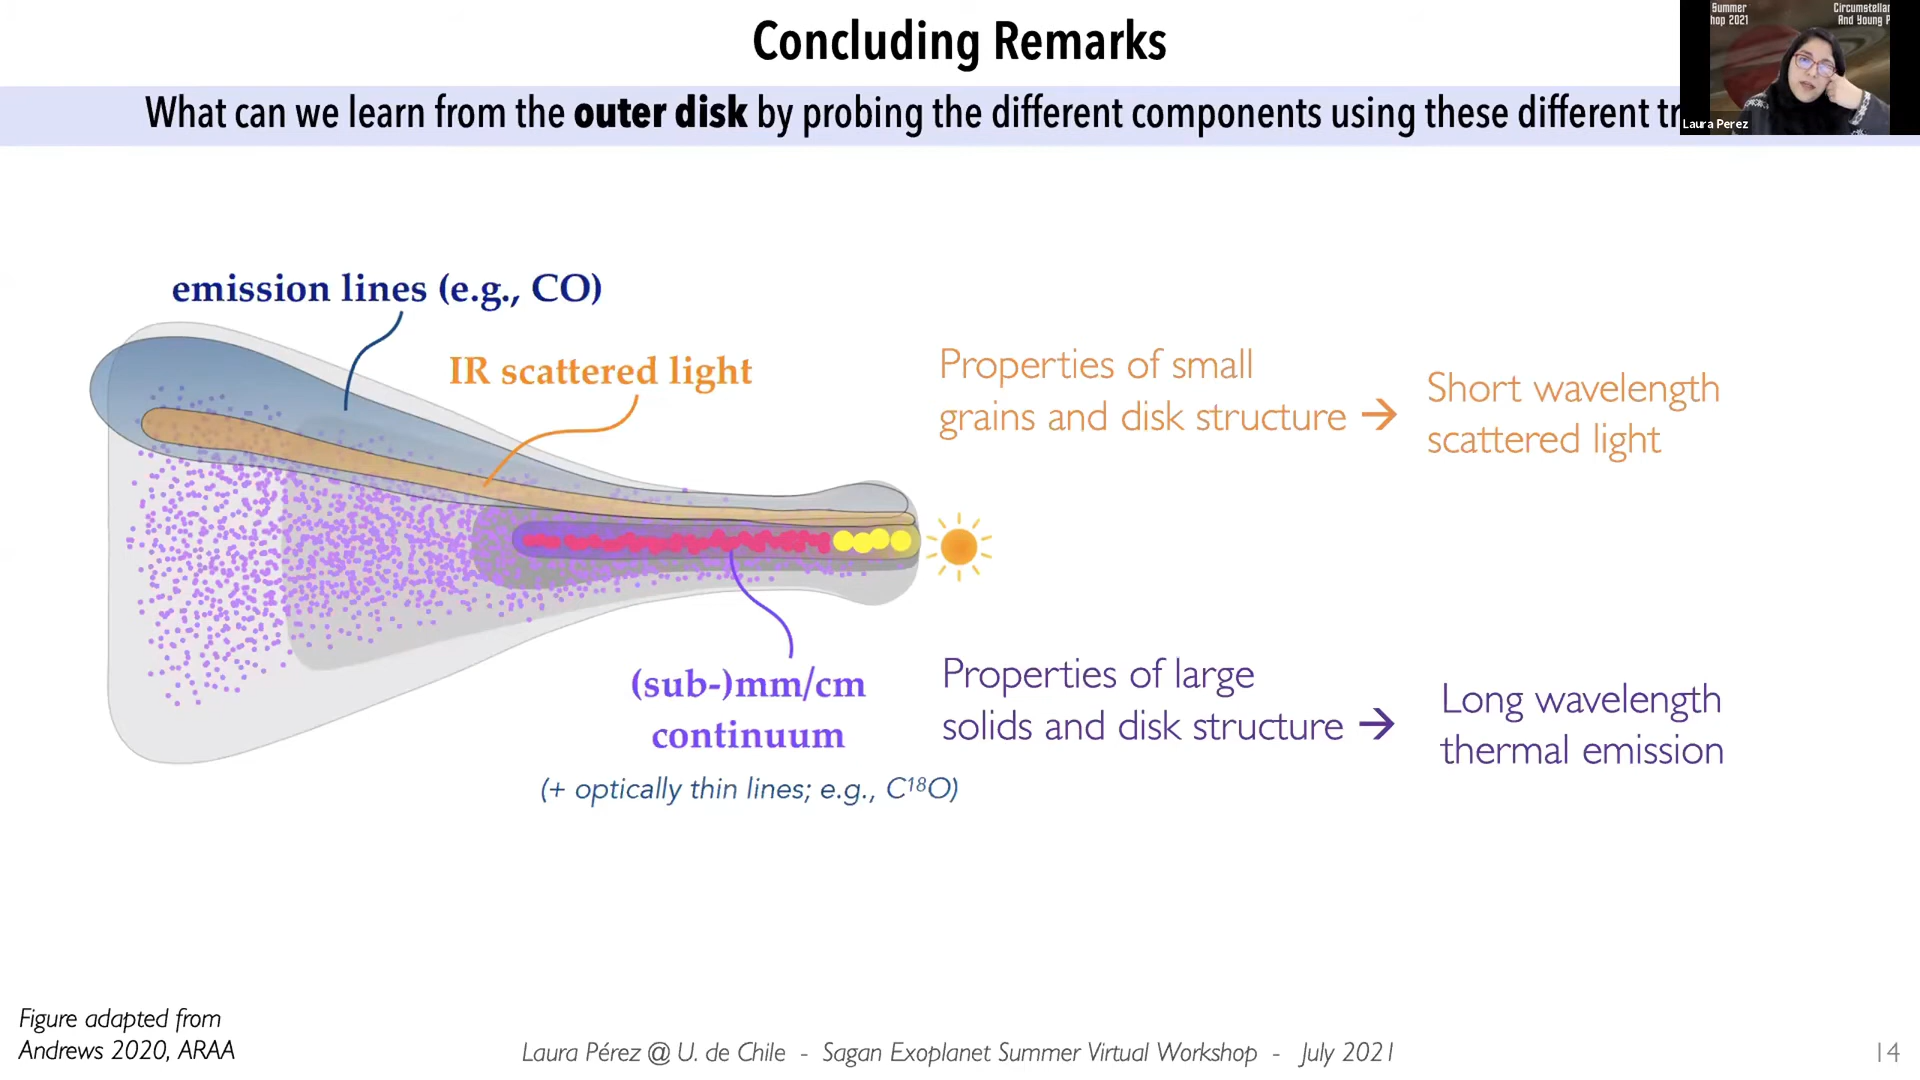 Concluding Remarks
What can we learn from the outer disk by probing the different components using these different
Summer
hop 2021
Circumstellar
And Young P
Laura Perez
emission lines (e.g., CO)
IR scattered light
Properties of small
grains and disk structure →
Short wavelength
scattered light
(sub-)mm/cm
continuum
(+ optically thin lines; e.g., C¹⁸O)
Properties of large
solids and disk structure →
Long wavelength
thermal emission
Figure adapted from
Andrews 2020, ARAA
Laura Pérez @ U. de Chile - Sagan Exoplanet Summer Virtual Workshop - July 2021
14